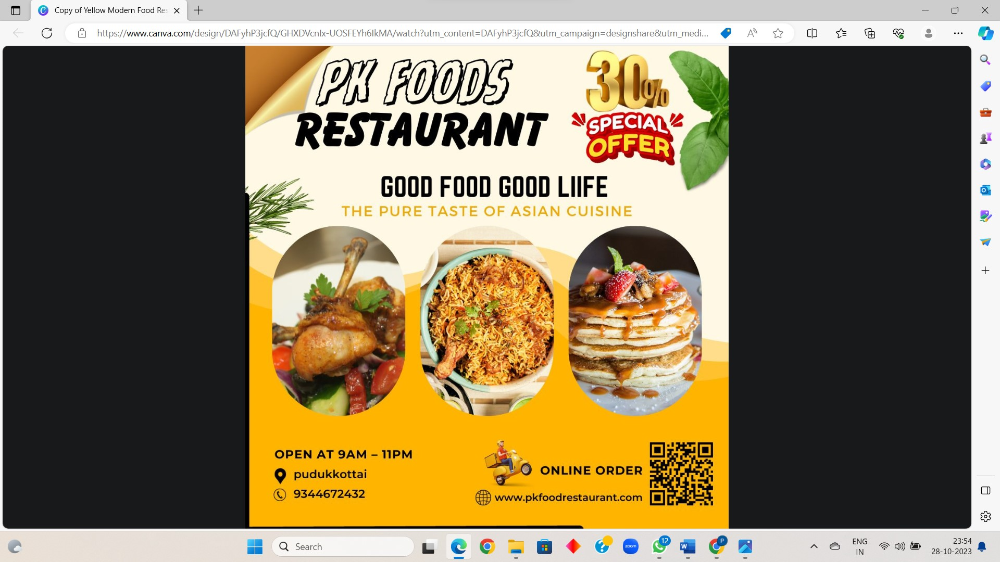 Copy of Yellow Modern Food Res
https://www.canva.com/design/DAFyhP3jcfQ/GHXDVcnIx-UOSFEYh6IkMA/watch?utm_content=DAFyhP3jcfQ&utm_campaign=designshare&utm_medi...
PK FOODS
RESTAURANT
30%
SPECIAL
OFFER
GOOD FOOD GOOD LIIFE
THE PURE TASTE OF ASIAN CUISINE
OPEN AT 9AM – 11PM
pudukkottai
9344672432
ONLINE ORDER
www.pkfoodrestaurant.com
Search
zoom
12
W
P
ENG
IN
23:54
28-10-2023